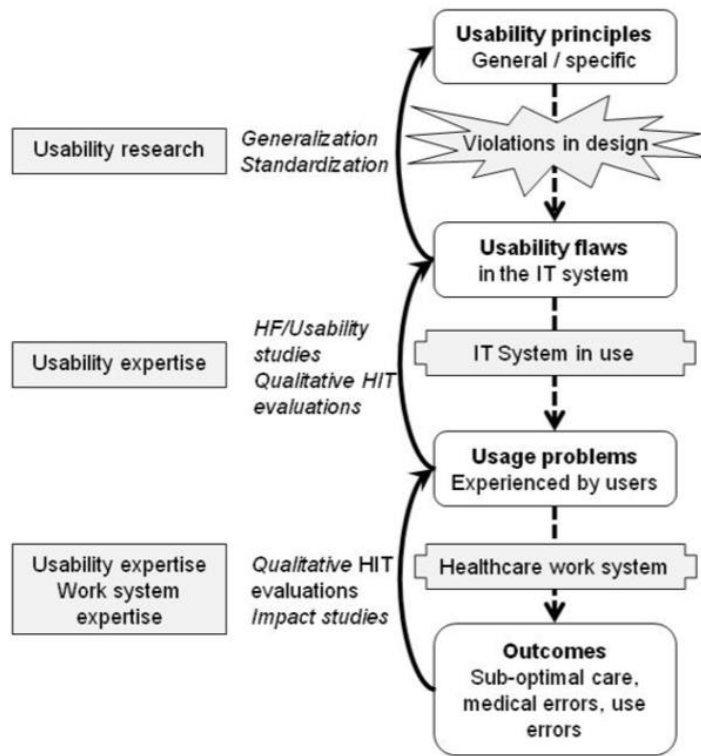 Usability principles
General / specific
Violations in design
Usability research
Generalization
Standardization
Usability flaws
in the IT system
Usability expertise
HF/Usability
studies
Qualitative HIT
evaluations
IT System in use
Usage problems
Experienced by users
Usability expertise
Work system
expertise
Qualitative HIT
evaluations
Impact studies
Healthcare work system
Outcomes
Sub-optimal care,
medical errors, use
errors